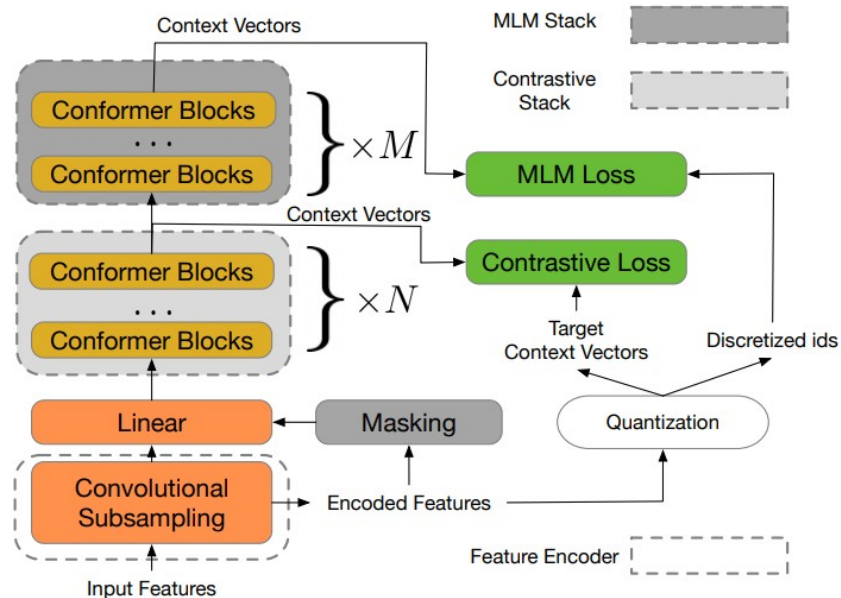 Context Vectors
MLM Stack
Contrastive
Stack
Conformer Blocks
. . .
Conformer Blocks
× M
MLM Loss
Context Vectors
Conformer Blocks
. . .
Conformer Blocks
× N
Contrastive Loss
Target
Context Vectors
Discretized ids
Linear
Masking
Quantization
Convolutional
Subsampling
Encoded Features
Feature Encoder
Input Features